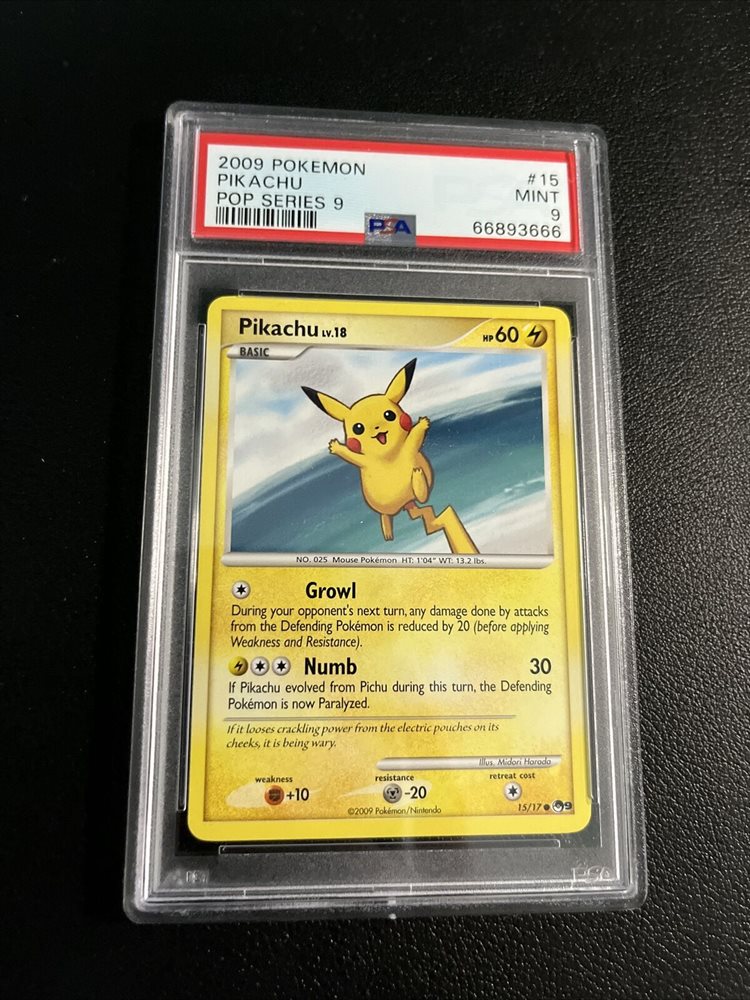 2009 POKEMON #15
PIKACHU MINT
POP SERIES 9 9
PSA 66893666
Pikachu LV.18 HP 60
BASIC
NO. 025 Mouse Pokémon HT: 1'04" WT: 13.2 lbs.
Growl
During your opponent's next turn, any damage done by attacks
from the Defending Pokémon is reduced by 20 (before applying
Weakness and Resistance).
Numb 30
If Pikachu evolved from Pichu during this turn, the Defending
Pokémon is now Paralyzed.
If it looses crackling power from the electric pouches on its
cheeks, it is being wary.
Illus. Midori Harada
weakness resistance retreat cost
+10 -20
©2009 Pokémon/Nintendo 15/17 9
PSA